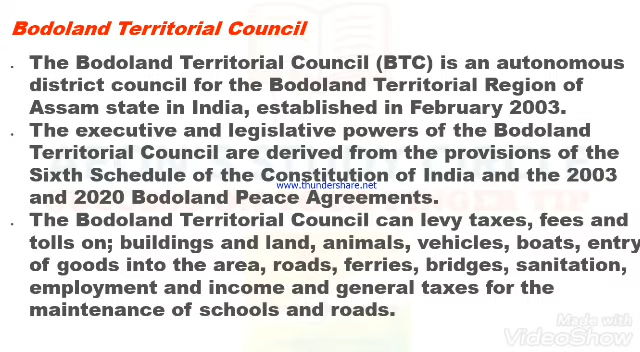 Bodoland Territorial Council
. The Bodoland Territorial Council (BTC) is an autonomous
district council for the Bodoland Territorial Region of
Assam state in India, established in February 2003.
. The executive and legislative powers of the Bodoland
Territorial Council are derived from the provisions of the
Sixth Schedule of the Constitution of India and the 2003
www.thundershare.net
and 2020 Bodoland Peace Agreements.
. The Bodoland Territorial Council can levy taxes, fees and
tolls on; buildings and land, animals, vehicles, boats, entry
of goods into the area, roads, ferries, bridges, sanitation,
employment and income and general taxes for the
maintenance of schools and roads.
Made with
VideoShow